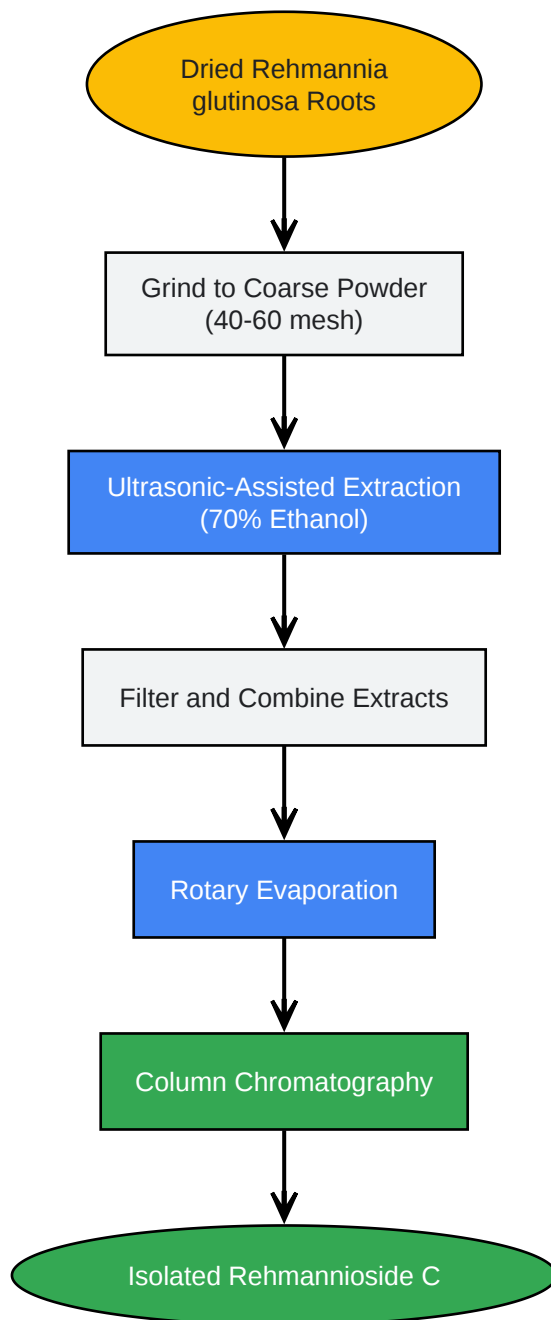 Dried Rehmannia
glutinosa Roots
Grind to Coarse Powder
(40-60 mesh)
Ultrasonic-Assisted Extraction
(70% Ethanol)
Filter and Combine Extracts
Rotary Evaporation
Column Chromatography
Isolated Rehmannioside C